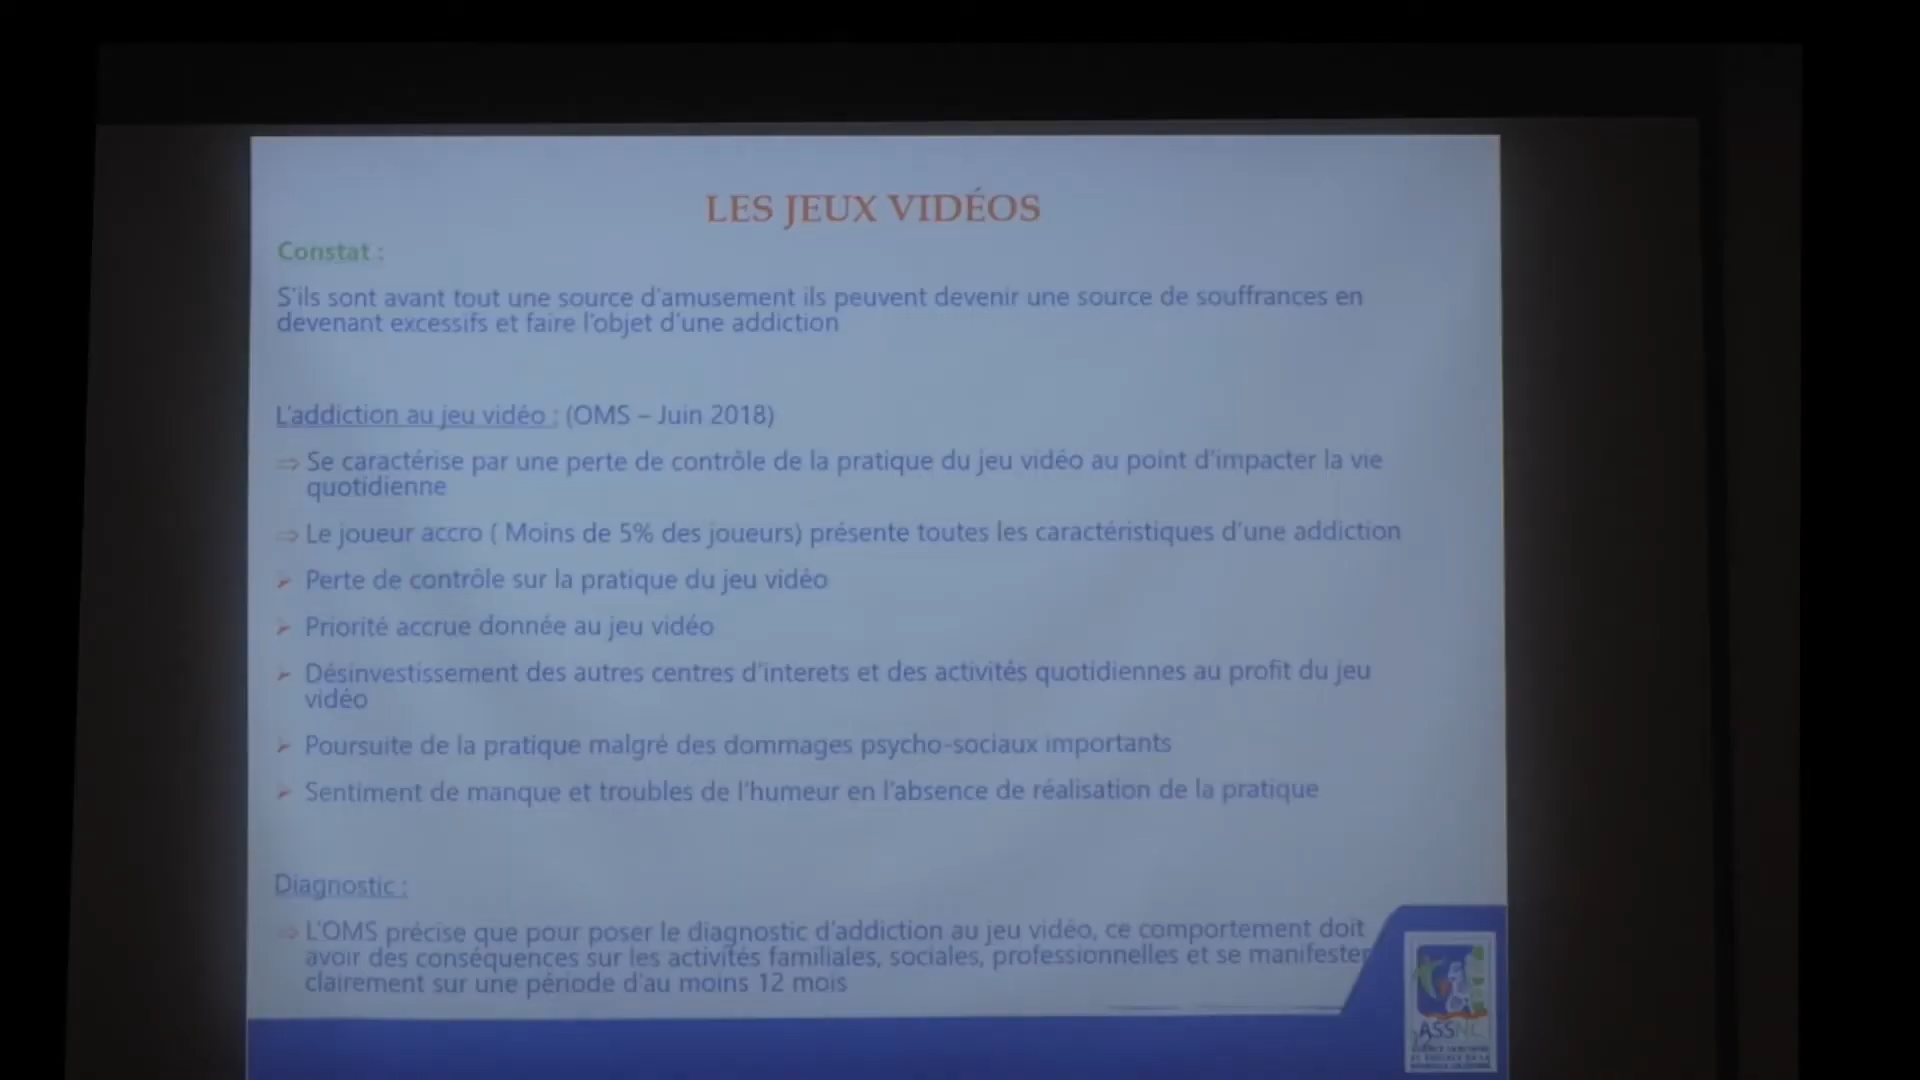 LES JEUX VIDÉOS
Constat :
S'ils sont avant tout une source d'amusement ils peuvent devenir une source de souffrances en
devenant excessifs et faire l'objet d'une addiction
L'addiction au jeu vidéo : (OMS – Juin 2018)
⇨ Se caractérise par une perte de contrôle de la pratique du jeu vidéo au point d'impacter la vie
quotidienne
⇨ Le joueur accro ( Moins de 5% des joueurs) présente toutes les caractéristiques d'une addiction
➢ Perte de contrôle sur la pratique du jeu vidéo
➢ Priorité accrue donnée au jeu vidéo
➢ Désinvestissement des autres centres d'interets et des activités quotidiennes au profit du jeu
vidéo
➢ Poursuite de la pratique malgré des dommages psycho-sociaux importants
➢ Sentiment de manque et troubles de l'humeur en l'absence de réalisation de la pratique
Diagnostic :
⇨ L'OMS précise que pour poser le diagnostic d'addiction au jeu vidéo, ce comportement doit
avoir des conséquences sur les activités familiales, sociales, professionnelles et se manifester
clairement sur une période d'au moins 12 mois
ASSNC